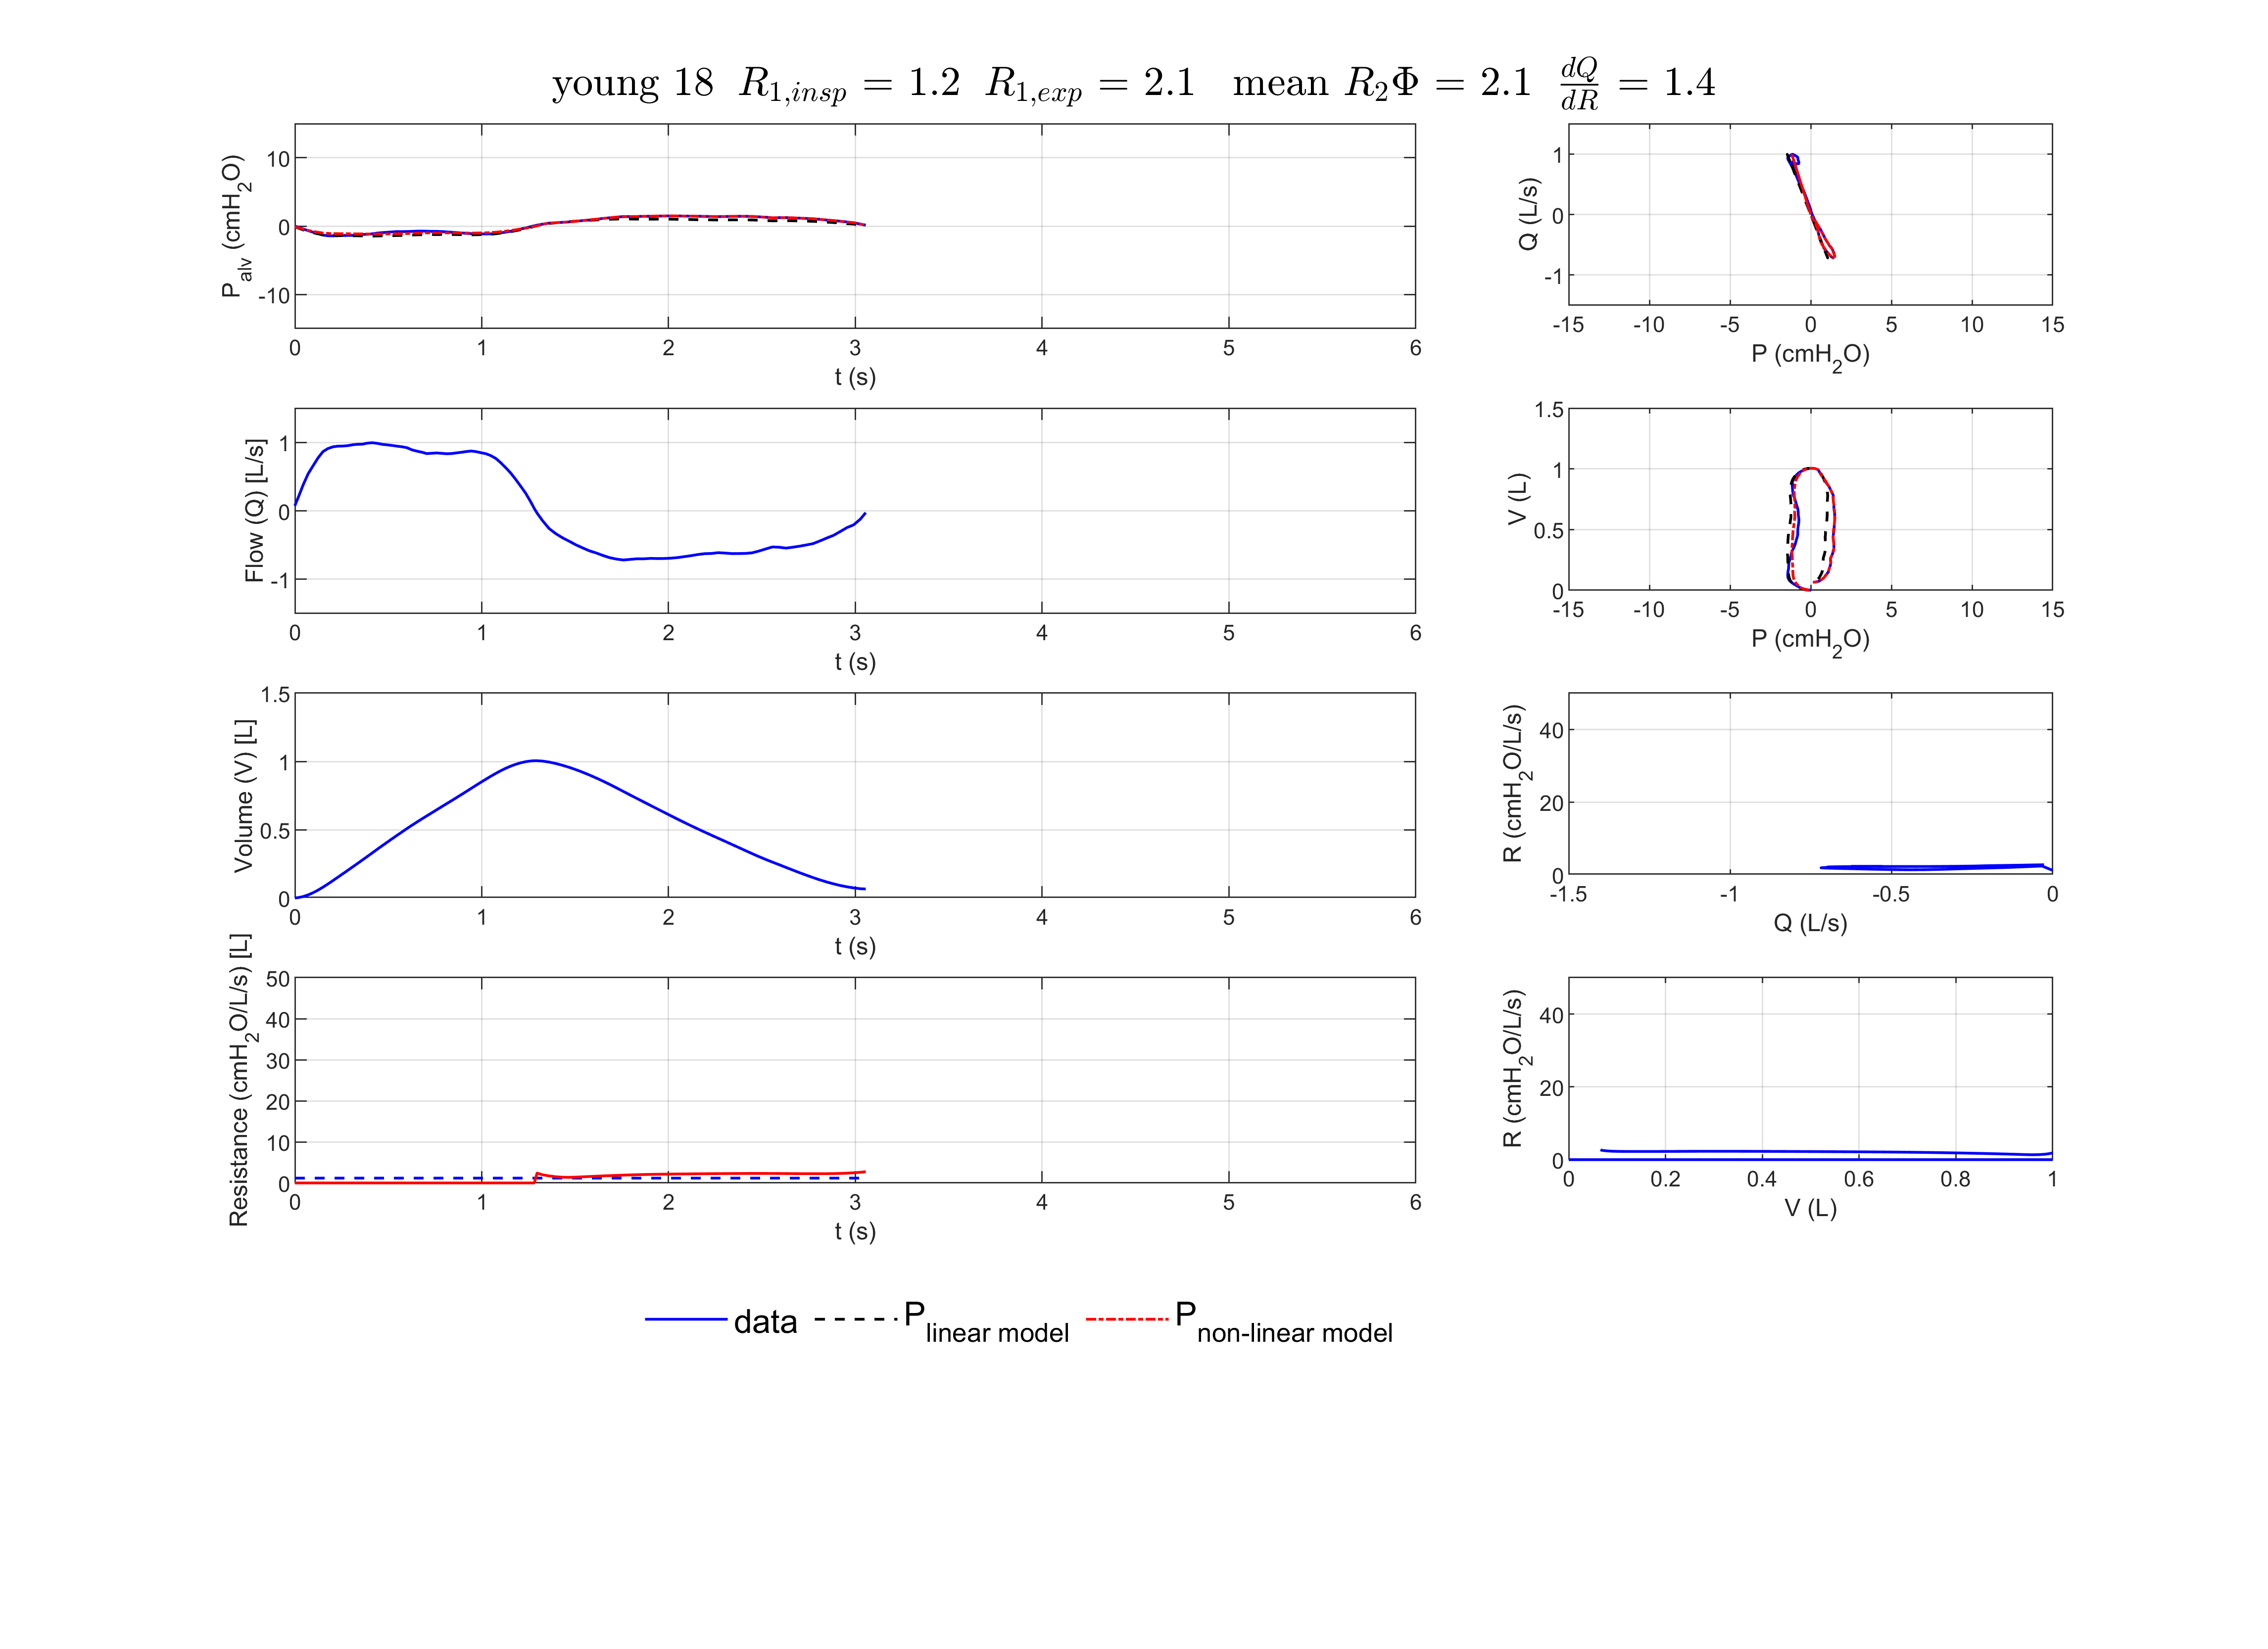 young 18 R1,insp = 1.2 R1,exp = 2.1 mean R2Φ = 2.1 dQ/dR = 1.4
Palv (cmH2O)
10
0
-10
0 1 2 3 4 5 6
t (s)
Q (L/s)
1
0
-1
-15 -10 -5 0 5 10 15
P (cmH2O)
Flow (Q) [L/s]
1
0
-1
0 1 2 3 4 5 6
t (s)
V (L)
1.5
1
0.5
0
-15 -10 -5 0 5 10 15
P (cmH2O)
Volume (V) [L]
1.5
1
0.5
0
0 1 2 3 4 5 6
t (s)
R (cmH2O/L/s)
40
20
0
-1.5 -1 -0.5 0
Q (L/s)
Resistance (cmH2O/L/s) [L]
50
40
30
20
10
0
0 1 2 3 4 5 6
t (s)
R (cmH2O/L/s)
40
20
0
0 0.2 0.4 0.6 0.8 1
V (L)
data Plinear model Pnon-linear model